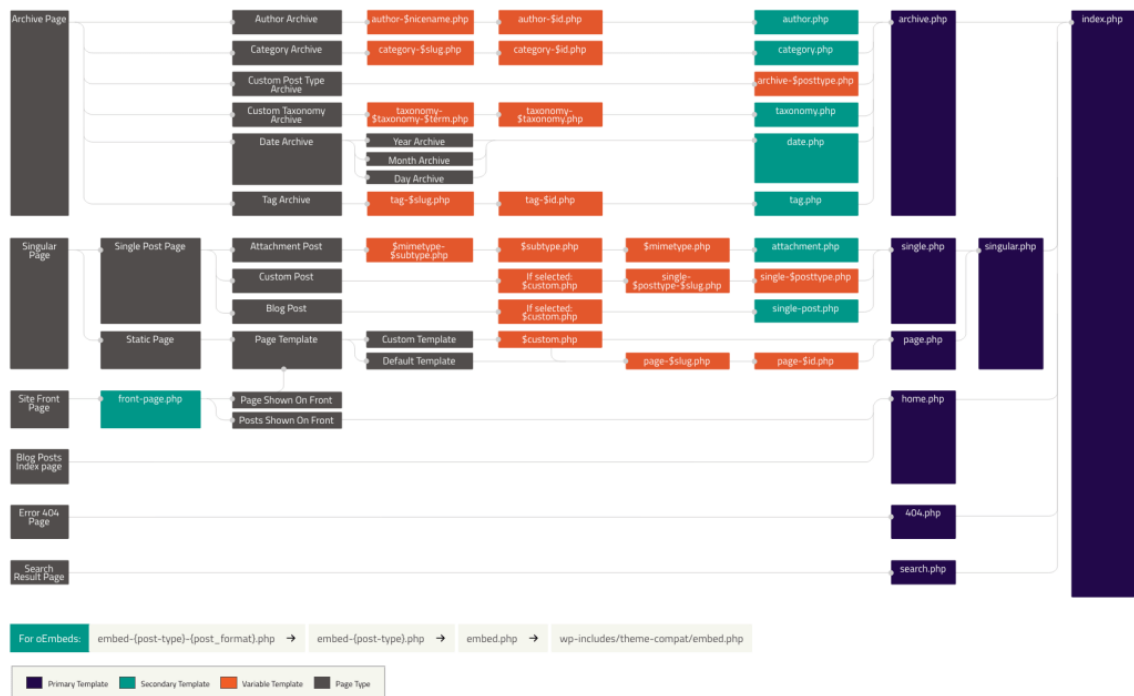 Archive Page
Author Archive
author-$nicename.php
author-$id.php
author.php
archive.php
index.php
Category Archive
category-$slug.php
category-$id.php
category.php
Custom Post Type
Archive
archive-$posttype.php
Custom Taxonomy
Archive
taxonomy-
$taxonomy-$term.php
taxonomy-
$taxonomy.php
taxonomy.php
Date Archive
Year Archive
Month Archive
Day Archive
date.php
Tag Archive
tag-$slug.php
tag-$id.php
tag.php
Singular
Page
Single Post Page
Attachment Post
$mimetype-
subtype.php
$subtype.php
$mimetype.php
attachment.php
single.php
singular.php
Custom Post
If selected:
$custom.php
single-
$posttype-$slug.php
single-$posttype.php
Blog Post
If selected:
$custom.php
single-post.php
Static Page
Page Template
Custom Template
$custom.php
page.php
Default Template
page-$slug.php
page-$id.php
Site Front
Page
front-page.php
Page Shown On Front
Posts Shown On Front
home.php
Blog Posts
Index page
Error 404
Page
404.php
Search
Result Page
search.php
For oEmbeds: embed-{post-type}-{post_format}.php → embed-{post-type}.php → embed.php → wp-includes/theme-compat/embed.php
Primary Template Secondary Template Variable Template Page Type